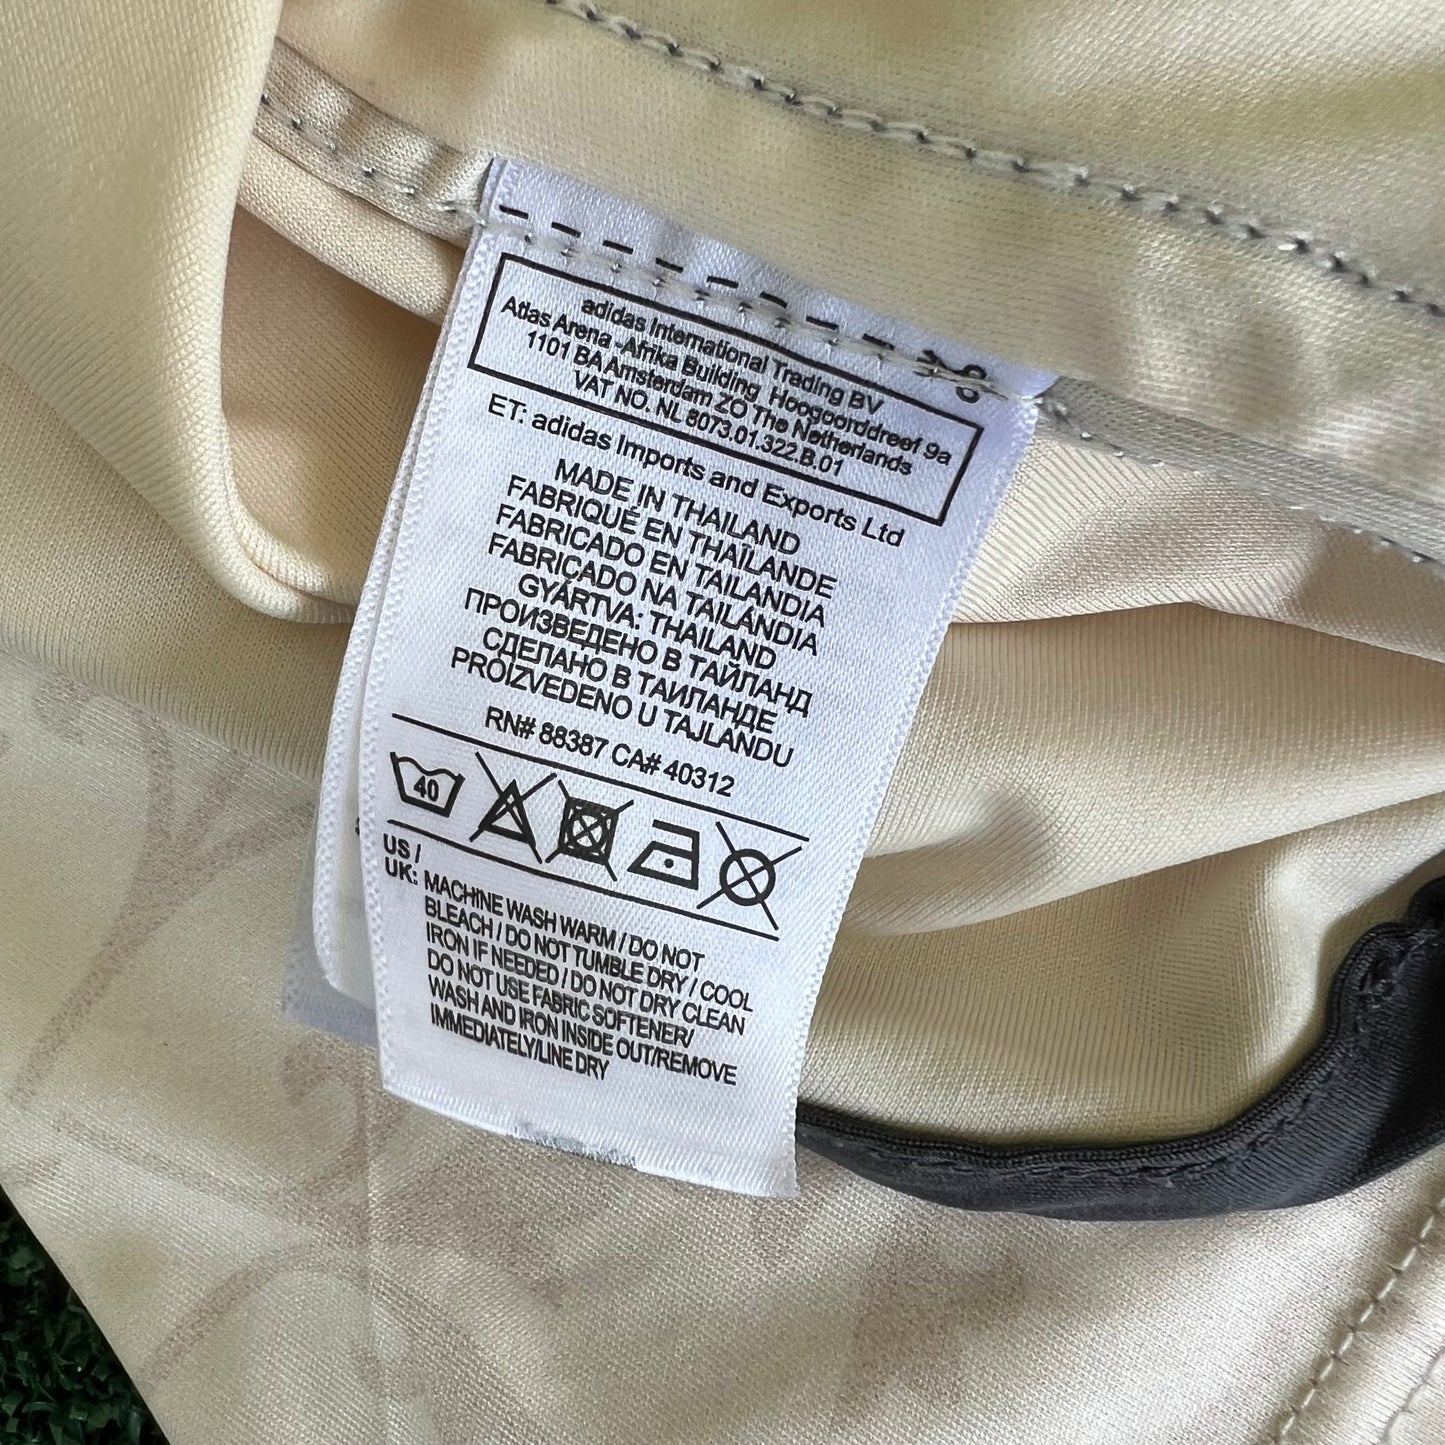 adidas International Trading BV
Atlas Arena -Afrika Building Hoogoorddreef 9a
1101 BA Amsterdam ZO The Netherlands
VAT NO. NL 8073.01.322.B.01
ET: adidas Imports and Exports Ltd
MADE IN THAILAND
FABRIQUÉ EN THAÏLANDE
FABRICADO EN TAILANDIA
FABRICADO NA TAILÁNDIA
GYÁRTVA: THAILAND
ПРОИЗВЕДЕНО В ТАЙЛАНД
СДЕЛАНО В ТАИЛАНДЕ
PROIZVEDENO U TAJLANDU
RN# 88387 CA# 40312
40
US /
UK: MACHINE WASH WARM / DO NOT
BLEACH / DO NOT TUMBLE DRY / COOL
IRON IF NEEDED / DO NOT DRY CLEAN
DO NOT USE FABRIC SOFTENER/
WASH AND IRON INSIDE OUT/REMOVE
IMMEDIATELY/LINE DRY